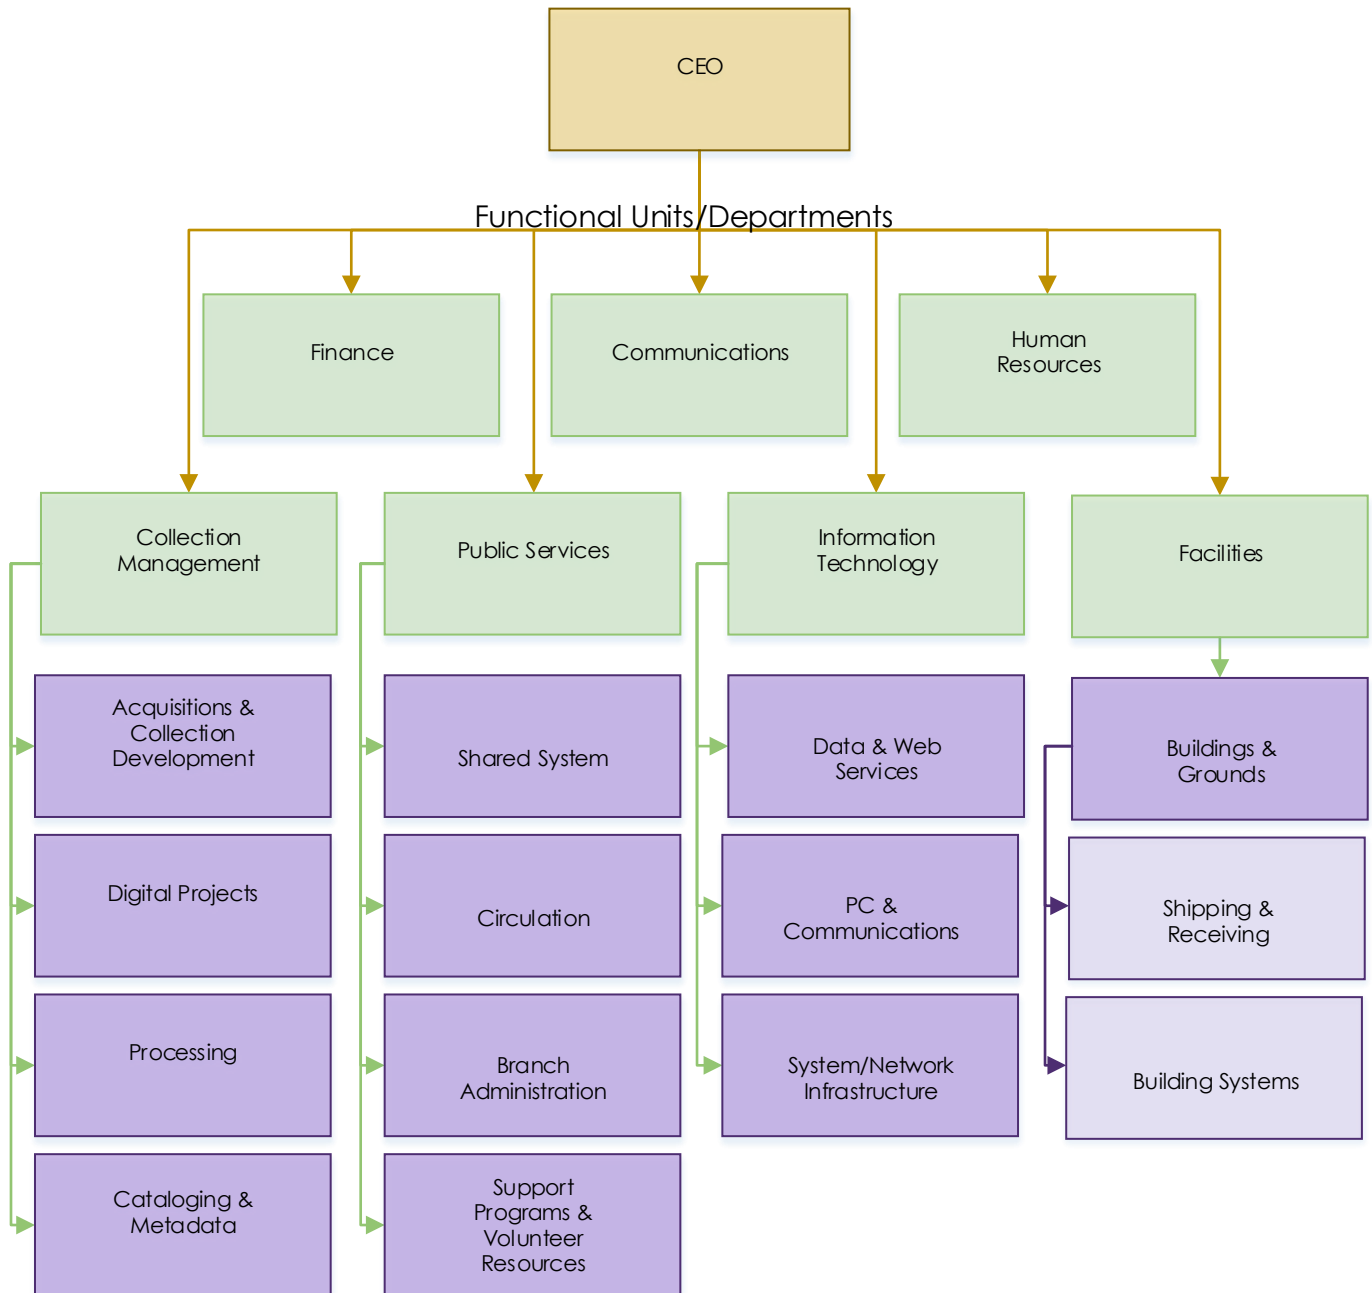 CEO
Functional Units/Departments
Finance
Communications
Human
Resources
Collection
Management
Public Services
Information
Technology
Facilities
Acquisitions &
Collection
Development
Shared System
Data & Web
Services
Buildings &
Grounds
Digital Projects
Circulation
PC &
Communications
Shipping &
Receiving
Processing
Branch
Administration
System/Network
Infrastructure
Building Systems
Cataloging &
Metadata
Support
Programs &
Volunteer
Resources